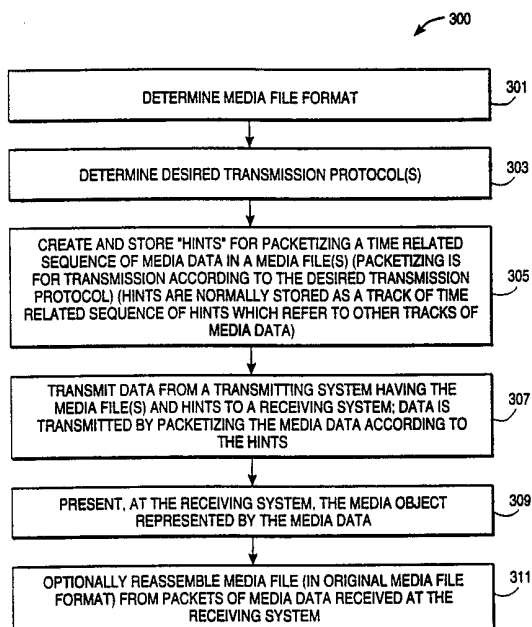 300
DETERMINE MEDIA FILE FORMAT
301
DETERMINE DESIRED TRANSMISSION PROTOCOL(S)
303
CREATE AND STORE "HINTS" FOR PACKETIZING A TIME RELATED
SEQUENCE OF MEDIA DATA IN A MEDIA FILE(S) (PACKETIZING IS
FOR TRANSMISSION ACCORDING TO THE DESIRED TRANSMISSION
PROTOCOL) (HINTS ARE NORMALLY STORED AS A TRACK OF TIME
RELATED SEQUENCE OF HINTS WHICH REFER TO OTHER TRACKS OF
MEDIA DATA)
305
TRANSMIT DATA FROM A TRANSMITTING SYSTEM HAVING THE
MEDIA FILE(S) AND HINTS TO A RECEIVING SYSTEM; DATA IS
TRANSMITTED BY PACKETIZING THE MEDIA DATA ACCORDING TO
THE HINTS
307
PRESENT, AT THE RECEIVING SYSTEM, THE MEDIA OBJECT
REPRESENTED BY THE MEDIA DATA
309
OPTIONALLY REASSEMBLE MEDIA FILE (IN ORIGINAL MEDIA FILE
FORMAT) FROM PACKETS OF MEDIA DATA RECEIVED AT THE
RECEIVING SYSTEM
311